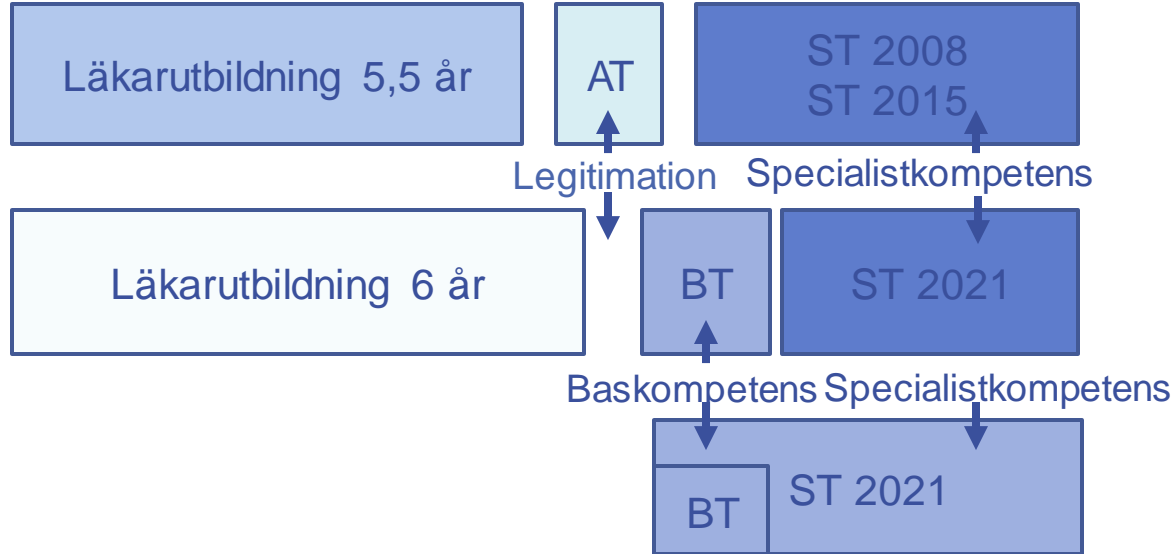 Läkarutbildning 5,5 år
AT
ST 2008
ST 2015
Legitimation
Specialistkompetens
Läkarutbildning 6 år
BT
ST 2021
Baskompetens
Specialistkompetens
ST 2021
BT